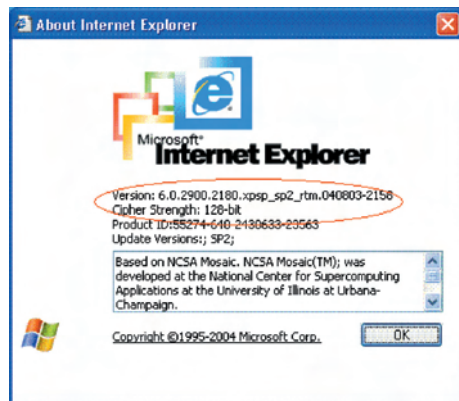 About Internet Explorer
Microsoft®
Internet Explorer
Version: 6.0.2900.2180.xpsp_sp2_rtm.040803-2158
Cipher Strength: 128-bit
Product ID:55274-640-2430633-23563
Update Versions:; SP2;
Based on NCSA Mosaic. NCSA Mosaic(TM); was
developed at the National Center for Supercomputing
Applications at the University of Illinois at Urbana-
Champaign.
Copyright ©1995-2004 Microsoft Corp.
OK